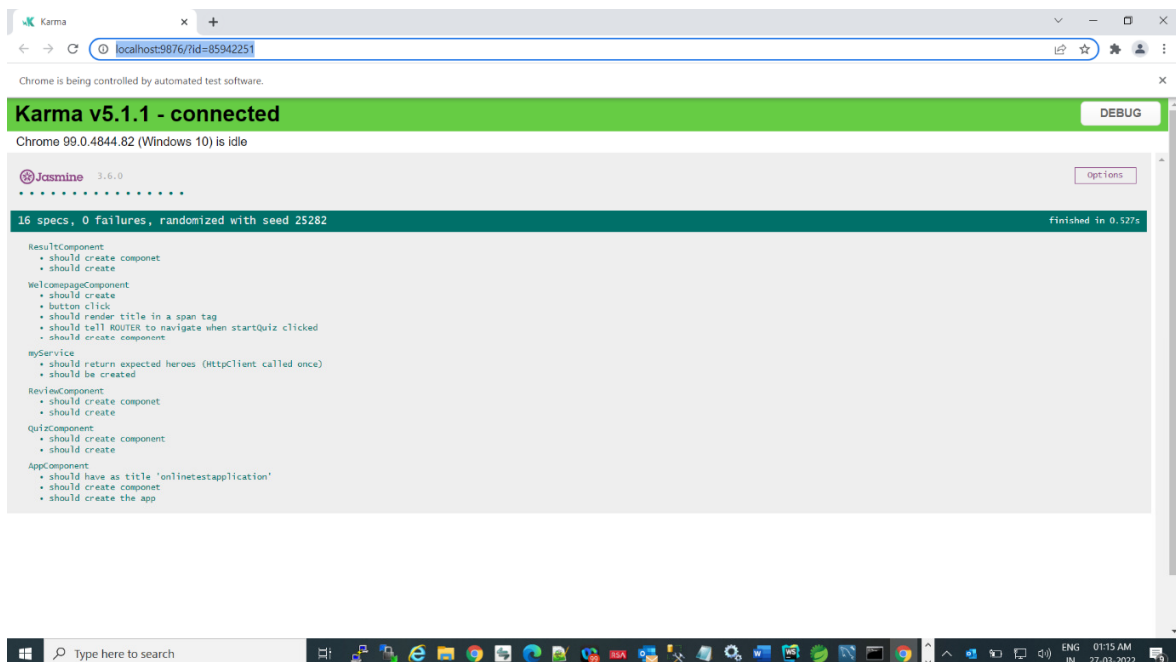 Karma
localhost:9876/?id=85942251
Chrome is being controlled by automated test software.
Karma v5.1.1 - connected
DEBUG
Chrome 99.0.4844.82 (Windows 10) is idle
Jasmine 3.6.0
Options
16 specs, 0 failures, randomized with seed 25282
finished in 0.527s
ResultComponent
• should create componet
• should create
WelcomepageComponent
• should create
• button click
• should render title in a span tag
• should tell ROUTER to navigate when startQuiz clicked
• should create component
myService
• should return expected heroes (HttpClient called once)
• should be created
ReviewComponent
• should create componet
• should create
QuizComponent
• should create component
• should create
AppComponent
• should have as title 'onlinetestapplication'
• should create componet
• should create the app
Type here to search
RSA
WS
ENG
IN
01:15 AM
27-03-2022